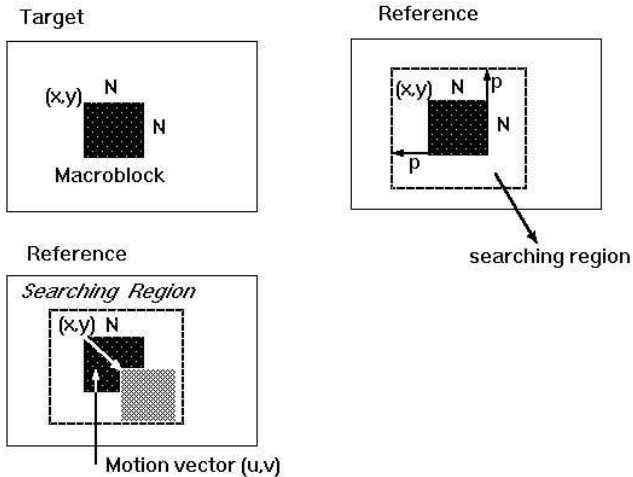 Target
N
(x,y)
N
Macroblock
Reference
N
p
(x,y)
N
p
searching region
Reference
Searching Region
(x,y) N
Motion vector (u,v)